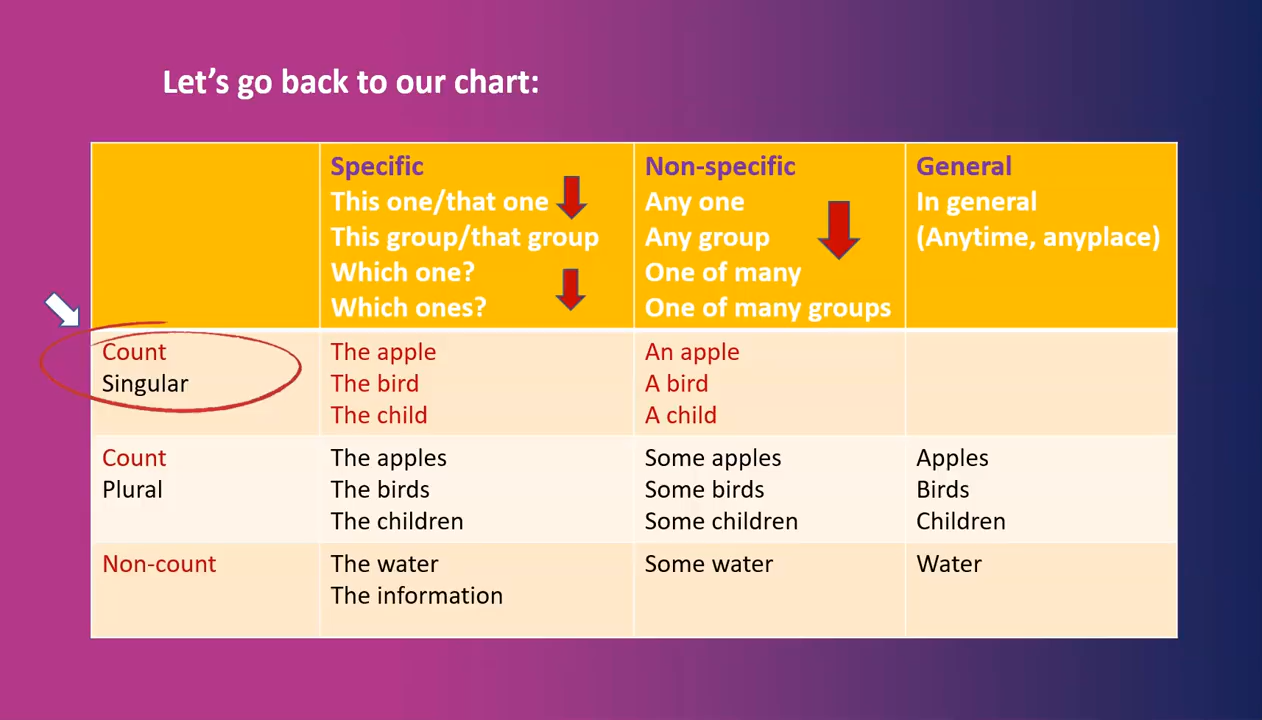 Let's go back to our chart:
Specific
This one/that one
This group/that group
Which one?
Which ones?
Non-specific
Any one
Any group
One of many
One of many groups
General
In general
(Anytime, anyplace)
Count
Singular
The apple
The bird
The child
An apple
A bird
A child
Count
Plural
The apples
The birds
The children
Some apples
Some birds
Some children
Apples
Birds
Children
Non-count
The water
The information
Some water
Water